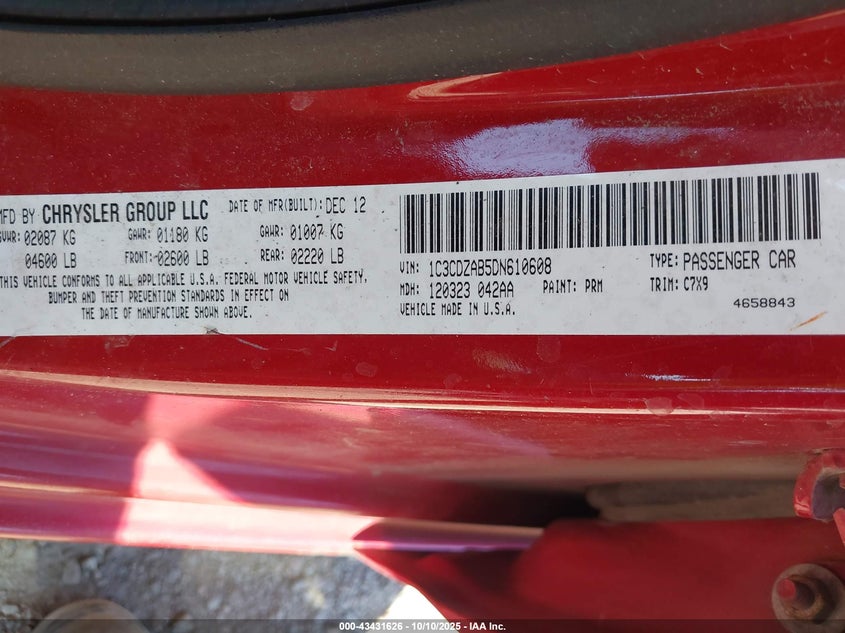 MFD BY CHRYSLER GROUP LLC DATE OF MFR(BUILT): DEC 12
GVWR: 02087 KG GAWR: 01180 KG GAWR: 01007 KG
04600 LB FRONT: 02600 LB REAR: 02220 LB
THIS VEHICLE CONFORMS TO ALL APPLICABLE U.S.A. FEDERAL MOTOR VEHICLE SAFETY,
BUMPER AND THEFT PREVENTION STANDARDS IN EFFECT ON
THE DATE OF MANUFACTURE SHOWN ABOVE.
VIN: 1C3CDZAB5DN610608 TYPE: PASSENGER CAR
MDH: 120323 042AA PAINT: PRM TRIM: C7X9
VEHICLE MADE IN U.S.A. 4658843
000-43431626 - 10/10/2025 - IAA Inc.